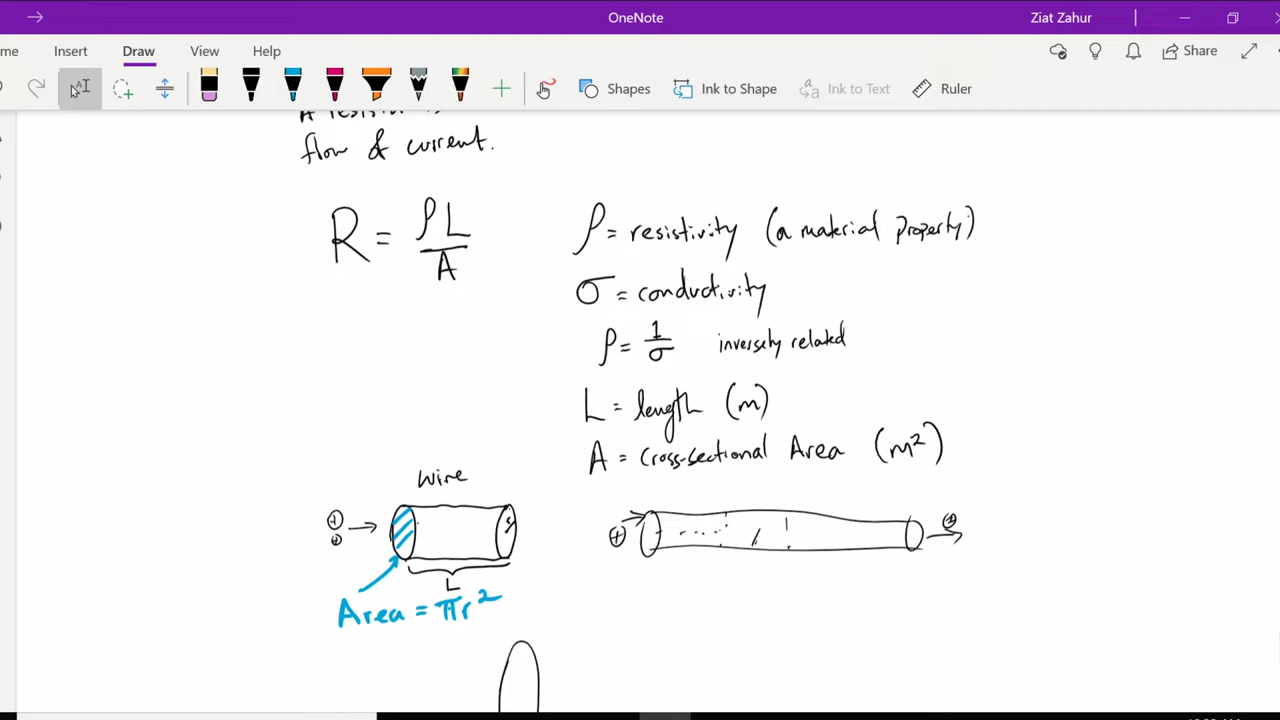 OneNote
Ziat Zahur
me Insert Draw View Help
Share
Shapes Ink to Shape Ink to Text Ruler
A
flow of current.
R = ρL/A
ρ = resistivity (a material property)
σ = conductivity
ρ = 1/σ inversely related
L = length (m)
A = cross-sectional Area (m²)
Wire
L
Area = πr²